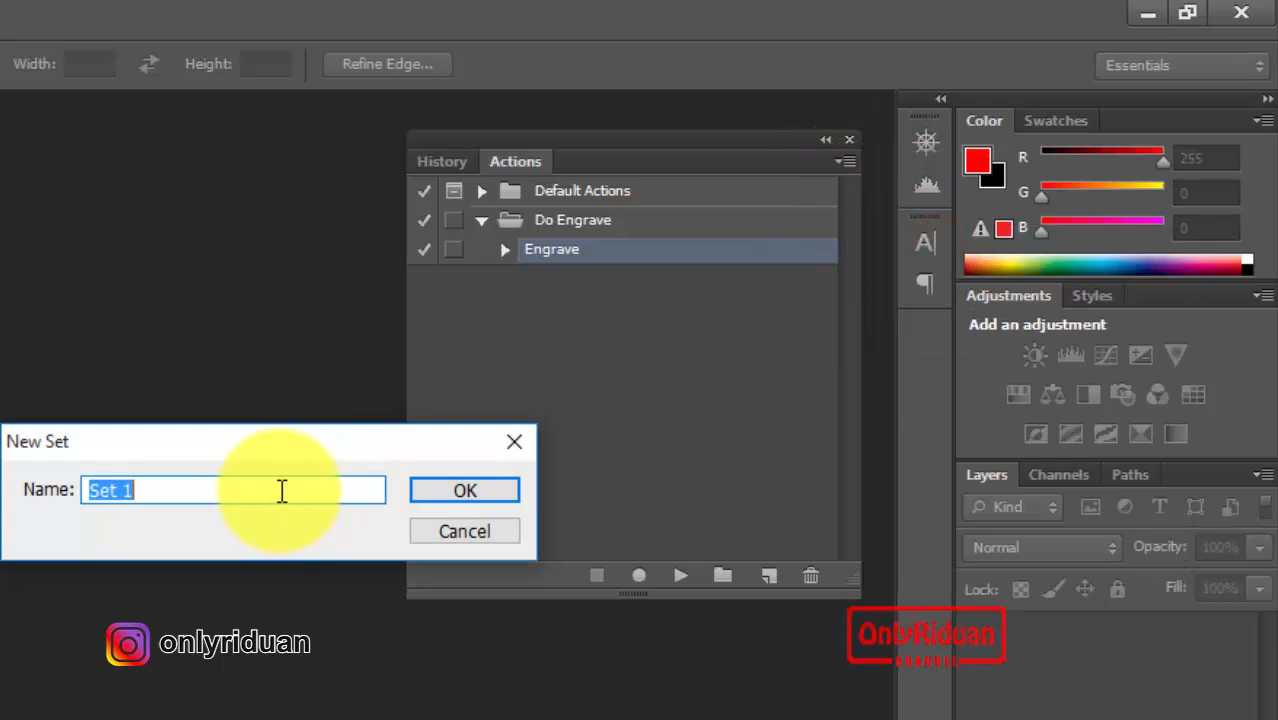 Width:
Height:
Refine Edge...
Essentials
Color
Swatches
R
255
G
0
B
0
History
Actions
Default Actions
Do Engrave
Engrave
Adjustments
Styles
Add an adjustment
New Set
Name:
Set 1
OK
Cancel
Layers
Channels
Paths
Kind
Normal
Opacity:
100%
Lock:
Fill:
100%
onlyriduan
OnlyRiduan
CHANNEL